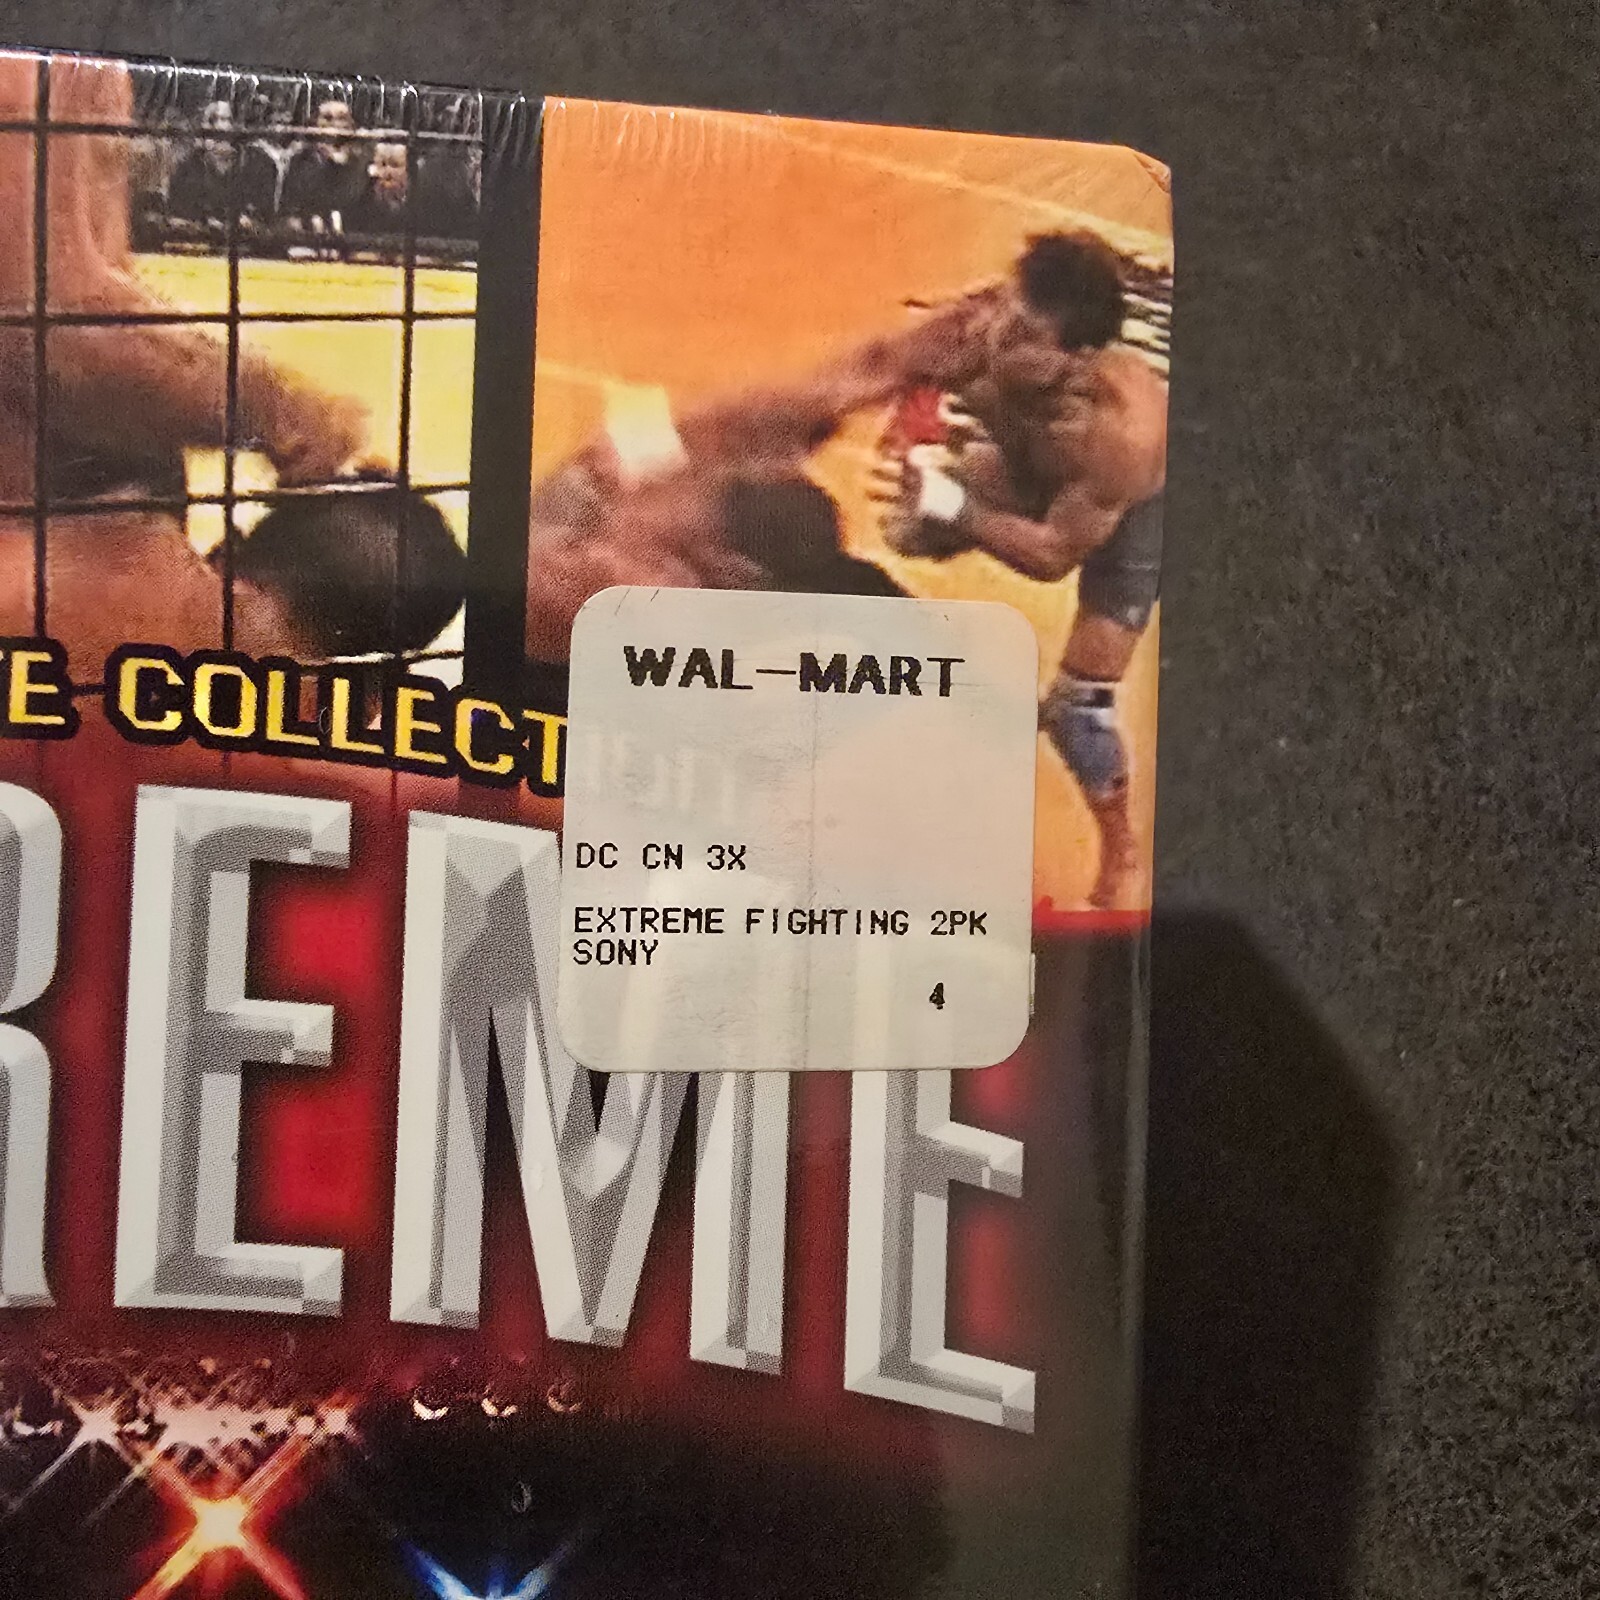 E COLLECT
WAL-MART
DC CN 3X
EXTREME FIGHTING 2PK
SONY
4
REME